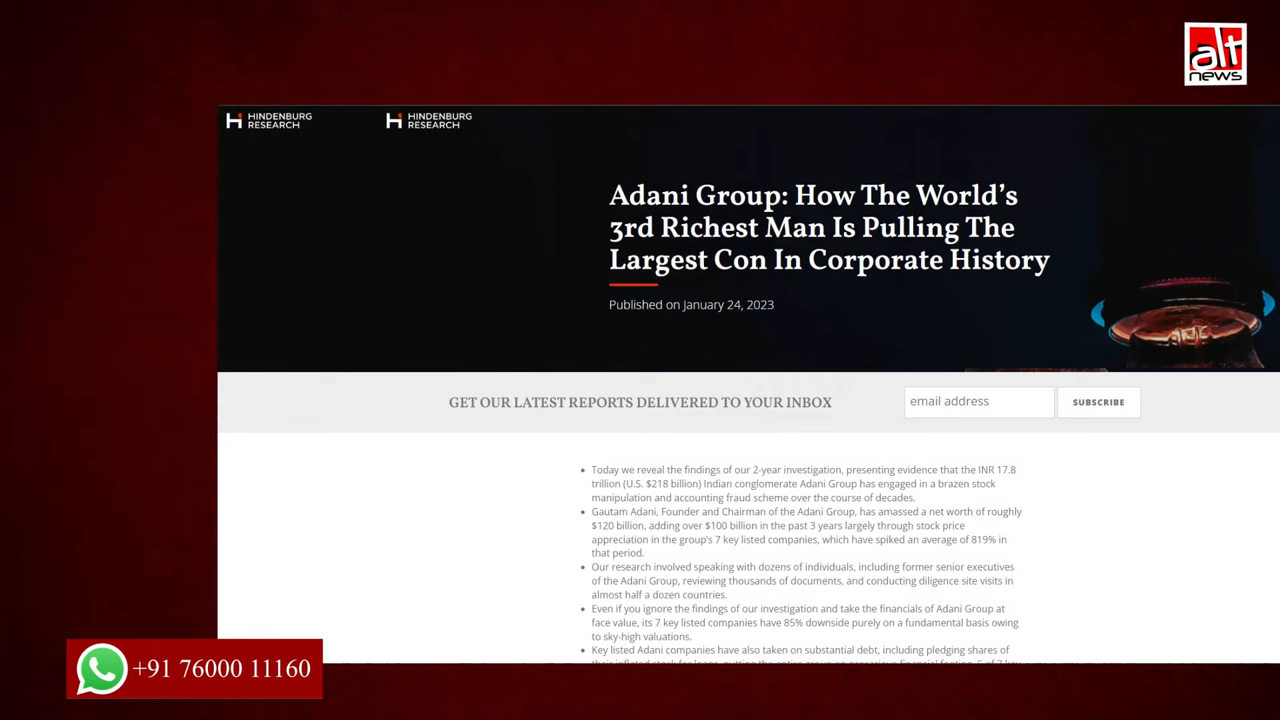 alt
news
HINDENBURG
RESEARCH
HINDENBURG
RESEARCH
Adani Group: How The World's
3rd Richest Man Is Pulling The
Largest Con In Corporate History
Published on January 24, 2023
GET OUR LATEST REPORTS DELIVERED TO YOUR INBOX
email address
SUBSCRIBE
• Today we reveal the findings of our 2-year investigation, presenting evidence that the INR 17.8
trillion (U.S. $218 billion) Indian conglomerate Adani Group has engaged in a brazen stock
manipulation and accounting fraud scheme over the course of decades.
• Gautam Adani, Founder and Chairman of the Adani Group, has amassed a net worth of roughly
$120 billion, adding over $100 billion in the past 3 years largely through stock price
appreciation in the group's 7 key listed companies, which have spiked an average of 819% in
that period.
• Our research involved speaking with dozens of individuals, including former senior executives
of the Adani Group, reviewing thousands of documents, and conducting diligence site visits in
almost half a dozen countries.
• Even if you ignore the findings of our investigation and take the financials of Adani Group at
face value, its 7 key listed companies have 85% downside purely on a fundamental basis owing
to sky-high valuations.
• Key listed Adani companies have also taken on substantial debt, including pledging shares of
+91 76000 11160